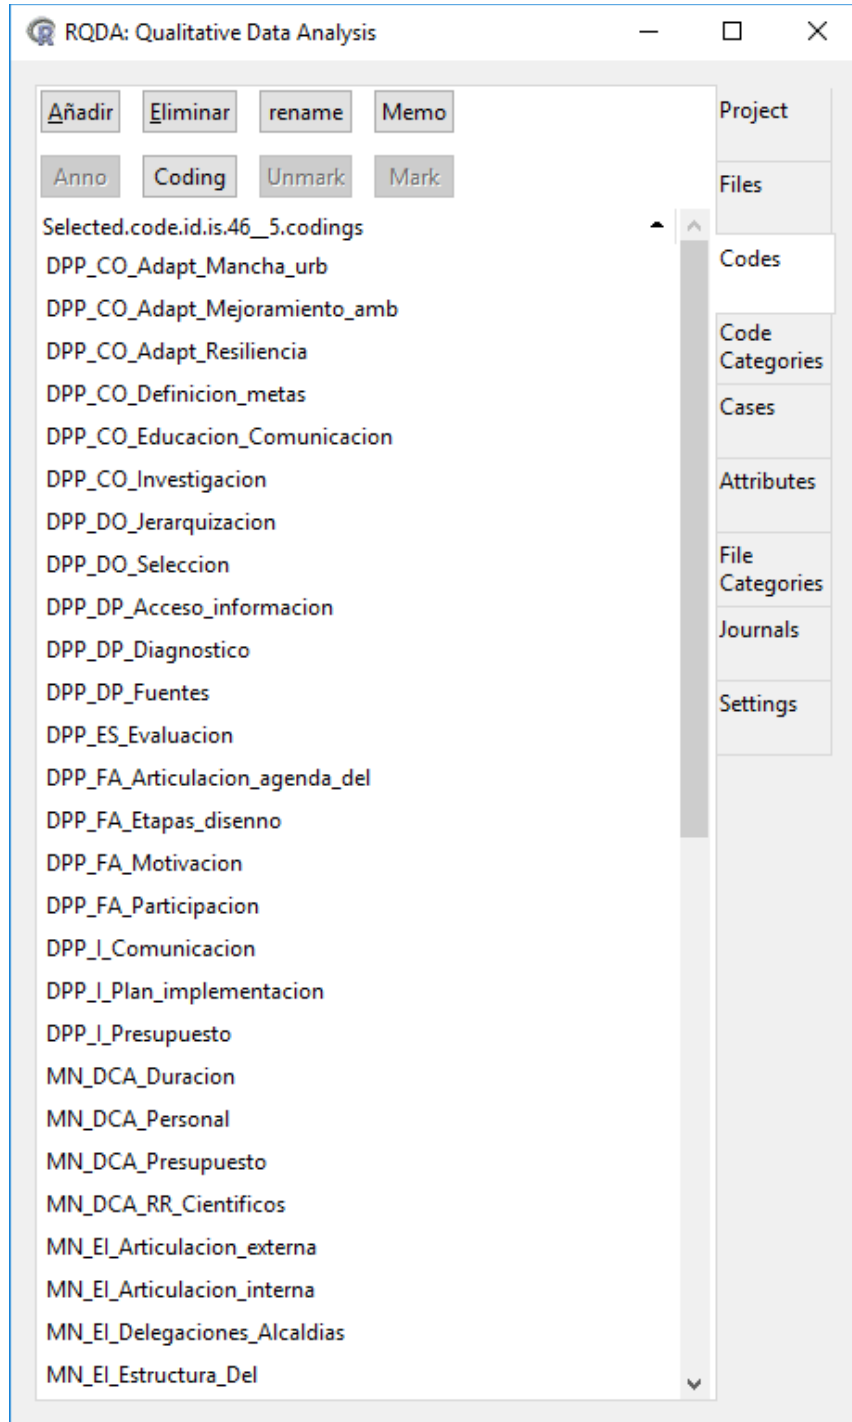 RQDA: Qualitative Data Analysis
Añadir Eliminar rename Memo
Anno Coding Unmark Mark
Selected.code.id.is.46__5.codings
DPP_CO_Adapt_Mancha_urb
DPP_CO_Adapt_Mejoramiento_amb
DPP_CO_Adapt_Resiliencia
DPP_CO_Definicion_metas
DPP_CO_Educacion_Comunicacion
DPP_CO_Investigacion
DPP_DO_Jerarquizacion
DPP_DO_Seleccion
DPP_DP_Acceso_informacion
DPP_DP_Diagnostico
DPP_DP_Fuentes
DPP_ES_Evaluacion
DPP_FA_Articulacion_agenda_del
DPP_FA_Etapas_disenno
DPP_FA_Motivacion
DPP_FA_Participacion
DPP_I_Comunicacion
DPP_I_Plan_implementacion
DPP_I_Presupuesto
MN_DCA_Duracion
MN_DCA_Personal
MN_DCA_Presupuesto
MN_DCA_RR_Cientificos
MN_EI_Articulacion_externa
MN_EI_Articulacion_interna
MN_EI_Delegaciones_Alcaldias
MN_EI_Estructura_Del
Project
Files
Codes
Code
Categories
Cases
Attributes
File
Categories
Journals
Settings